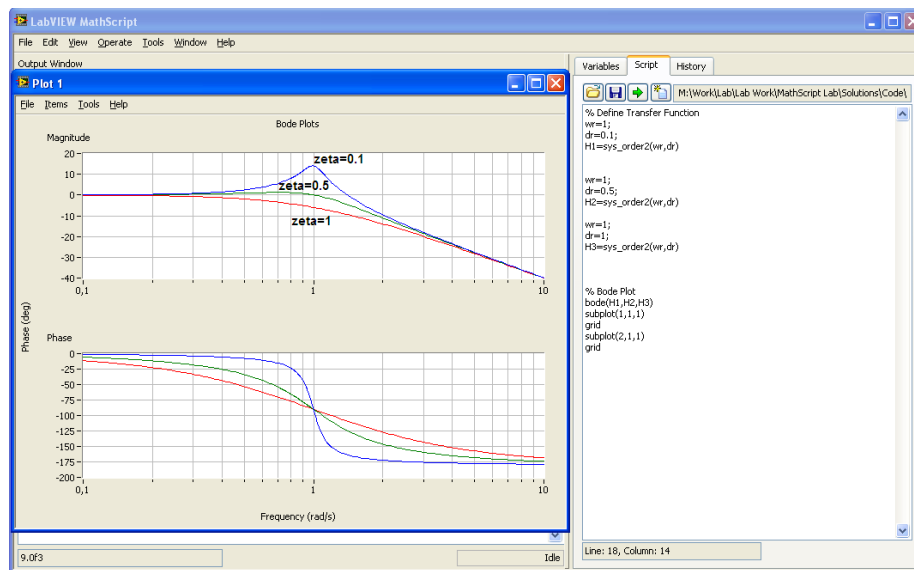 LabVIEW MathScript
File Edit View Operate Tools Window Help
Output Window
Plot 1
File Items Tools Help
Bode Plots
Magnitude
20
10
0
-10
-20
-30
-40
zeta=0.1
zeta=0.5
zeta=1
0,1
1
10
Phase (deg)
Phase
0
-25
-50
-75
-100
-125
-150
-175
-200
0,1
1
10
Frequency (rad/s)
9.0f3
Idle
Variables Script History
M:\Work\Lab\Lab Work\MathScript Lab\Solutions\Code\
% Define Transfer Function
wr=1;
dr=0.1;
H1=sys_order2(wr,dr)
wr=1;
dr=0.5;
H2=sys_order2(wr,dr)
wr=1;
dr=1;
H3=sys_order2(wr,dr)
% Bode Plot
bode(H1,H2,H3)
subplot(1,1,1)
grid
subplot(2,1,1)
grid
Line: 18, Column: 14